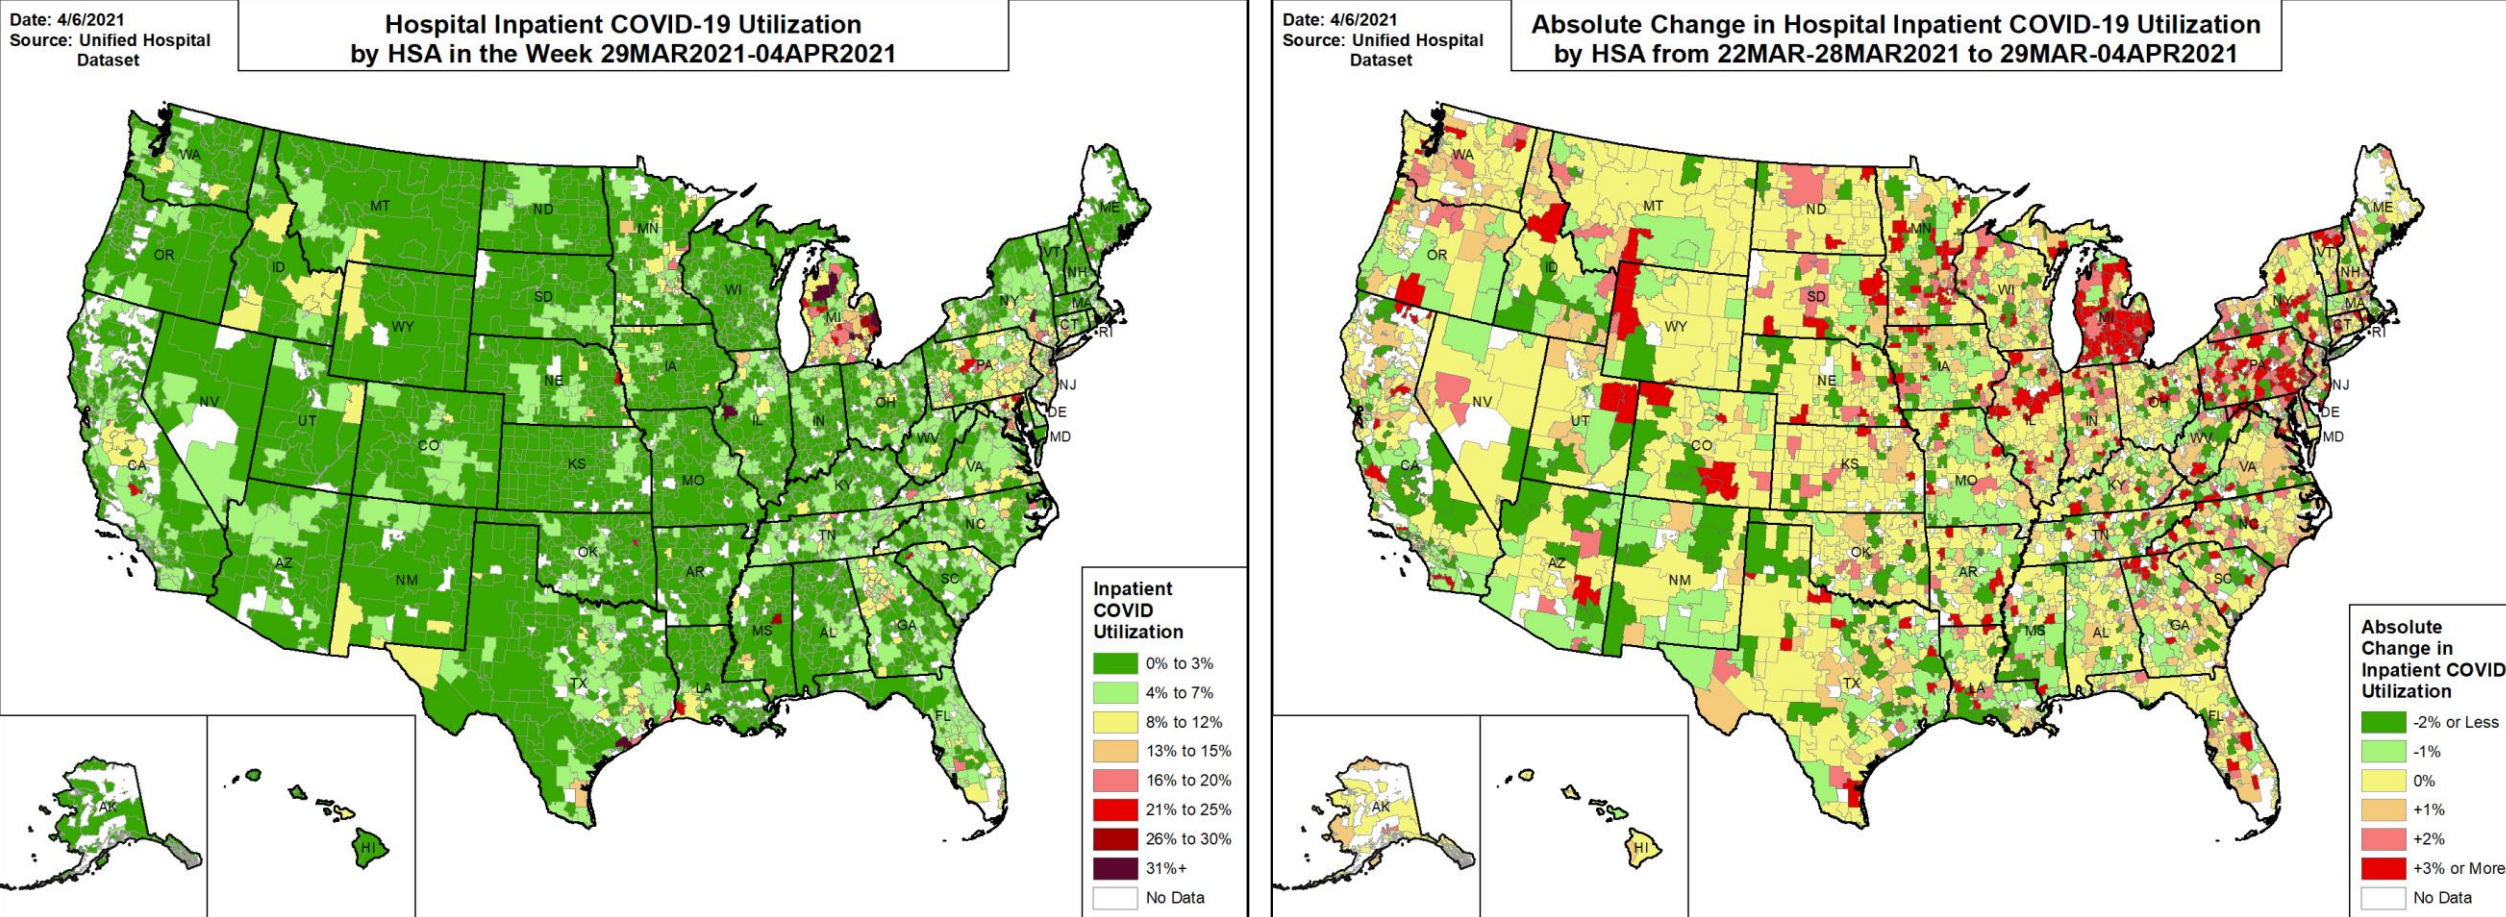 Date: 4/6/2021
Source: Unified Hospital
Dataset
Hospital Inpatient COVID-19 Utilization
by HSA in the Week 29MAR2021-04APR2021
WA
MT
ND
MN
ME
OR
ID
SD
WI
MI
VT
NH
NY
MA
CT
RI
WY
NE
IA
PA
NJ
NV
UT
CO
KS
MO
IL
IN
OH
WV
DE
MD
VA
KY
CA
AZ
NM
OK
AR
TN
NC
SC
MS
AL
GA
TX
LA
FL
AK
HI
Inpatient
COVID
Utilization
0% to 3%
4% to 7%
8% to 12%
13% to 15%
16% to 20%
21% to 25%
26% to 30%
31%+
No Data
Date: 4/6/2021
Source: Unified Hospital
Dataset
Absolute Change in Hospital Inpatient COVID-19 Utilization
by HSA from 22MAR-28MAR2021 to 29MAR-04APR2021
WA
MT
ND
MN
ME
OR
ID
SD
WI
MI
VT
NH
NY
MA
CT
RI
WY
NE
IA
PA
NJ
NV
UT
CO
KS
MO
IL
IN
OH
WV
DE
MD
VA
KY
CA
AZ
NM
OK
AR
TN
NC
SC
MS
AL
GA
TX
LA
FL
AK
HI
Absolute
Change in
Inpatient COVID
Utilization
-2% or Less
-1%
0%
+1%
+2%
+3% or More
No Data